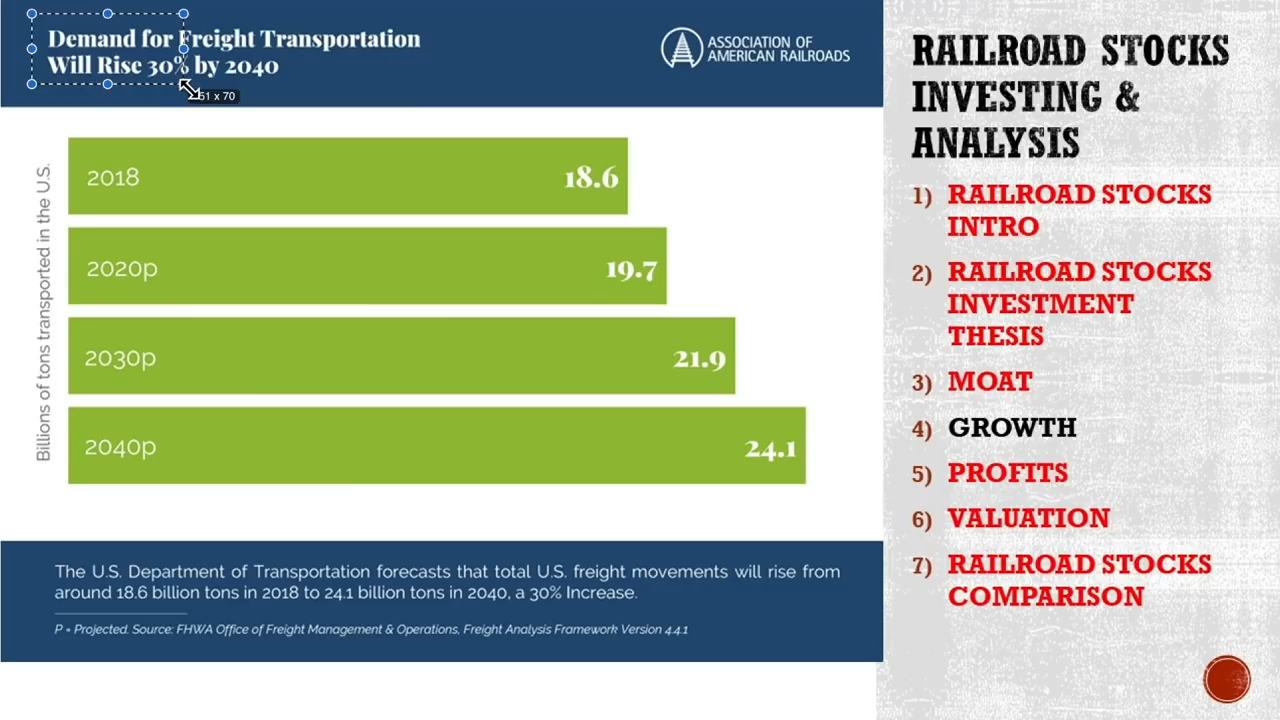 Demand for Freight Transportation
Will Rise 30% by 2040
ASSOCIATION OF
AMERICAN RAILROADS
Billions of tons transported in the U.S.
2018 18.6
2020p 19.7
2030p 21.9
2040p 24.1
The U.S. Department of Transportation forecasts that total U.S. freight movements will rise from
around 18.6 billion tons in 2018 to 24.1 billion tons in 2040, a 30% Increase.
P = Projected. Source: FHWA Office of Freight Management & Operations, Freight Analysis Framework Version 4.4.1
RAILROAD STOCKS
INVESTING &
ANALYSIS
1) RAILROAD STOCKS
INTRO
2) RAILROAD STOCKS
INVESTMENT
THESIS
3) MOAT
4) GROWTH
5) PROFITS
6) VALUATION
7) RAILROAD STOCKS
COMPARISON